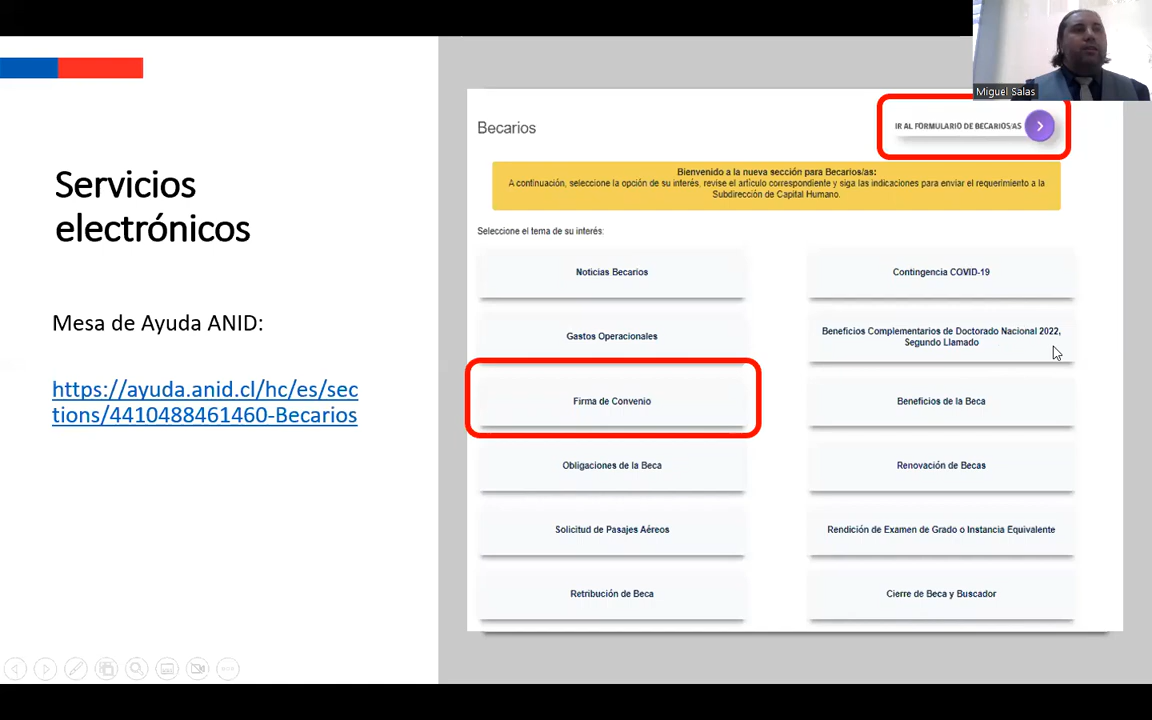 Miguel Salas
Servicios
electrónicos
Mesa de Ayuda ANID:
https://ayuda.anid.cl/hc/es/sec
tions/4410488461460-Becarios
Becarios
IR AL FORMULARIO DE BECARIOS/AS
Bienvenido a la nueva sección para Becarios/as:
A continuación, seleccione la opción de su interés, revise el artículo correspondiente y siga las indicaciones para enviar el requerimiento a la
Subdirección de Capital Humano.
Seleccione el tema de su interés:
Noticias Becarios
Contingencia COVID-19
Gastos Operacionales
Beneficios Complementarios de Doctorado Nacional 2022,
Segundo Llamado
Firma de Convenio
Beneficios de la Beca
Obligaciones de la Beca
Renovación de Becas
Solicitud de Pasajes Aéreos
Rendición de Examen de Grado o Instancia Equivalente
Retribución de Beca
Cierre de Beca y Buscador